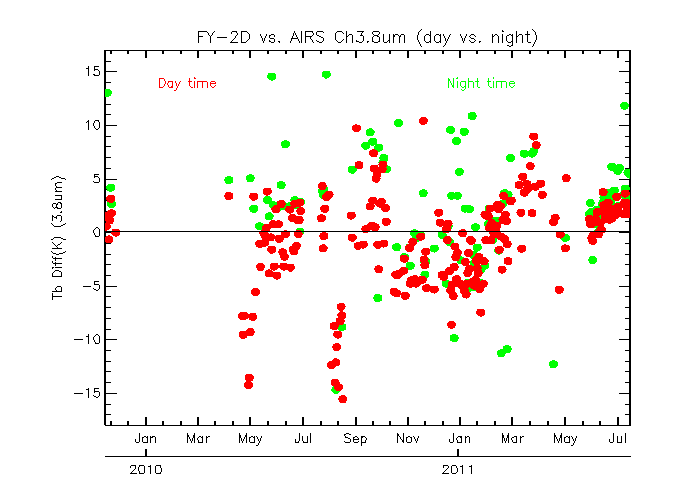 FY-2D vs. AIRS Ch3.8um (day vs. night)
Day time
Night time
Tb Diff(K) (3.8um)
15
10
5
0
-5
-10
-15
Jan Mar May Jul Sep Nov Jan Mar May Jul
2010 2011